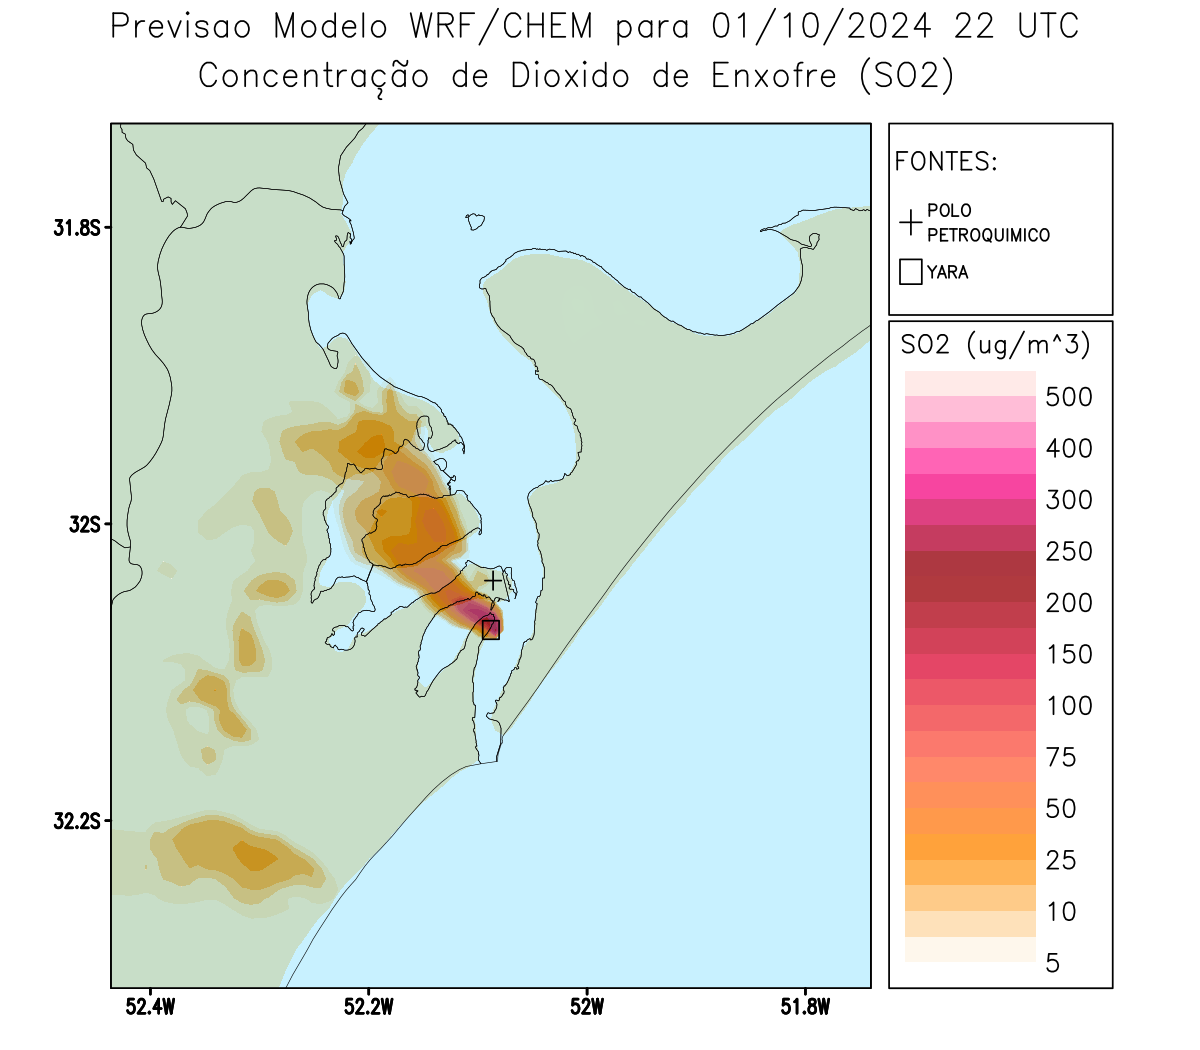 Previsao Modelo WRF/CHEM para 01/10/2024 22 UTC
Concentração de Dioxido de Enxofre (SO2)
FONTES:
POLO
PETROQUIMICO
YARA
SO2 (ug/m^3)
500
400
300
250
200
150
100
75
50
25
10
5
31.8S
32S
32.2S
52.4W
52.2W
52W
51.8W